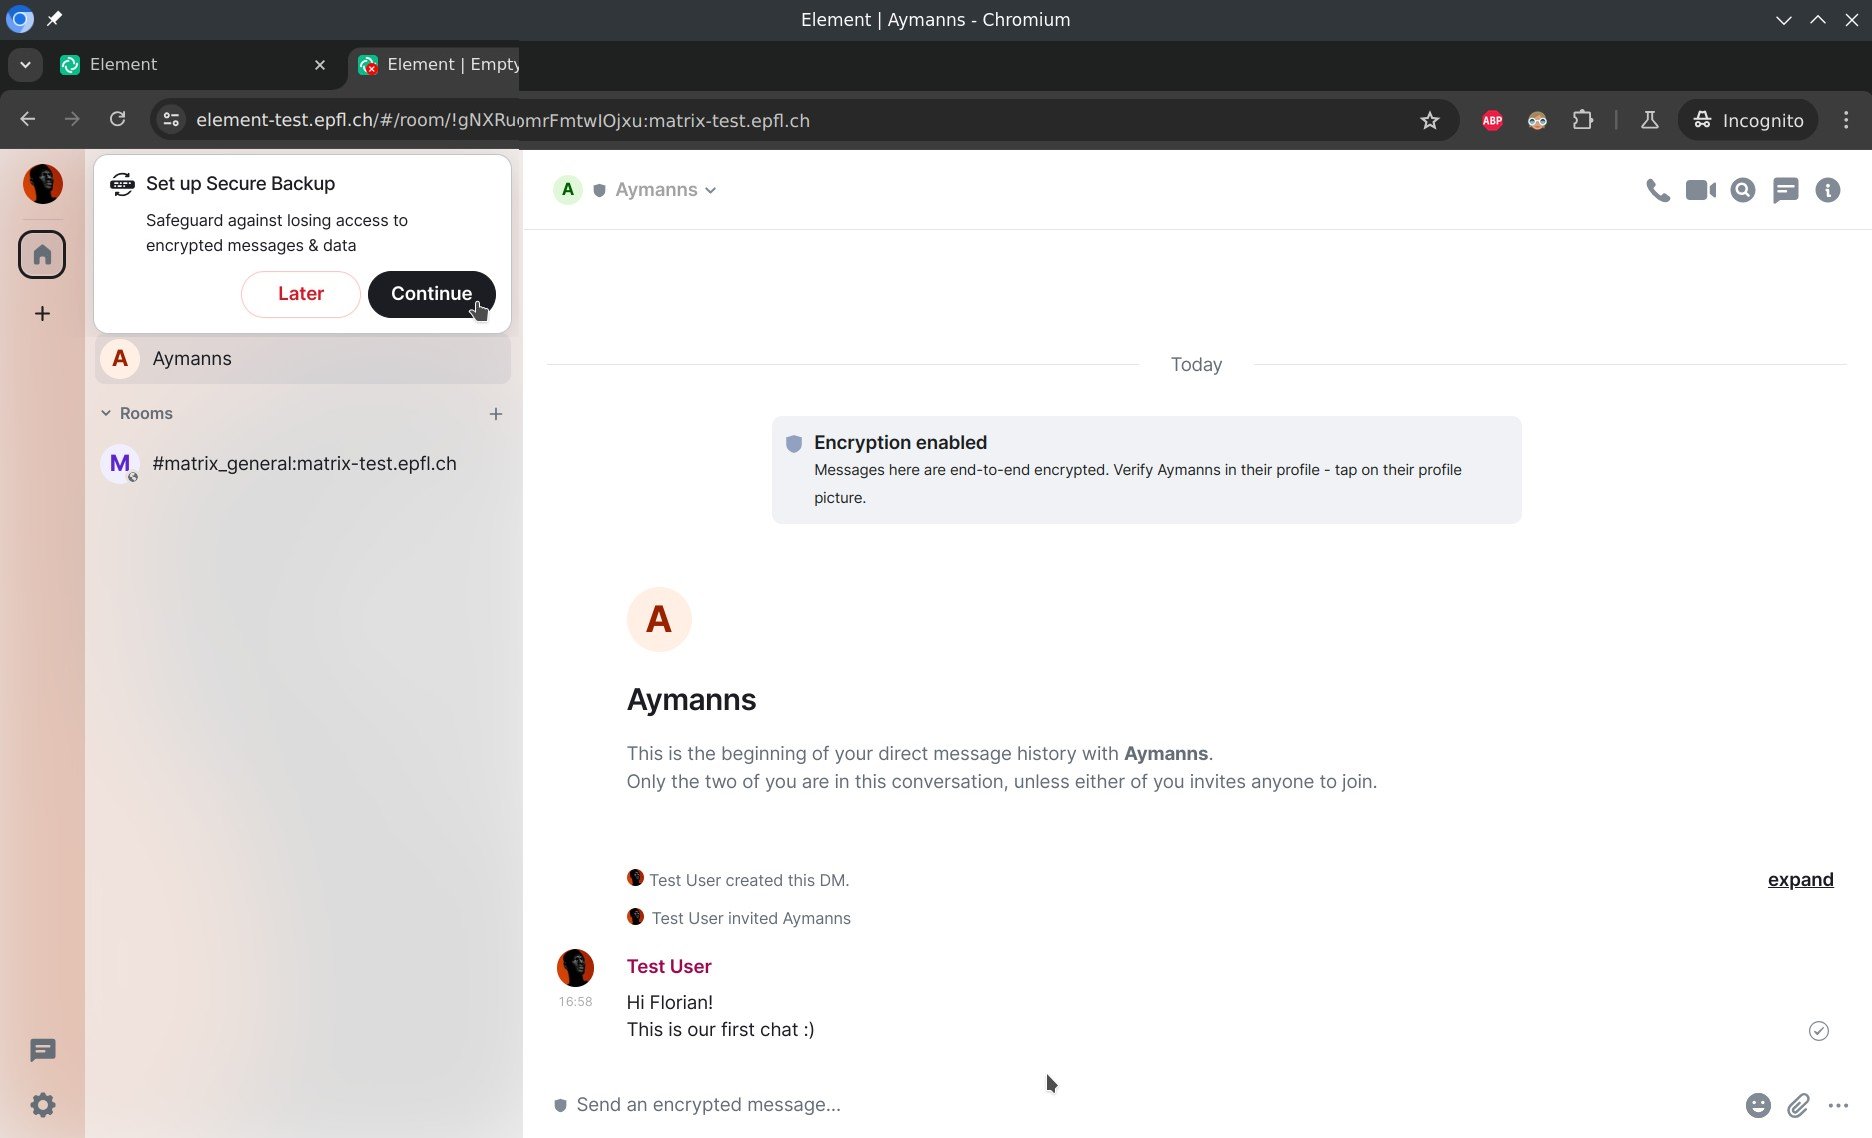 Element | Aymanns - Chromium
Element
Element | Empty
element-test.epfl.ch/#/room/!gNXRuomrFmtwIOjxu:matrix-test.epfl.ch
ABP
Incognito
Set up Secure Backup
Safeguard against losing access to
encrypted messages & data
Later
Continue
A
Aymanns
Rooms
M
#matrix_general:matrix-test.epfl.ch
A
Aymanns
Today
Encryption enabled
Messages here are end-to-end encrypted. Verify Aymanns in their profile - tap on their profile
picture.
A
Aymanns
This is the beginning of your direct message history with Aymanns.
Only the two of you are in this conversation, unless either of you invites anyone to join.
Test User created this DM.
expand
Test User invited Aymanns
Test User
16:58
Hi Florian!
This is our first chat :)
Send an encrypted message...